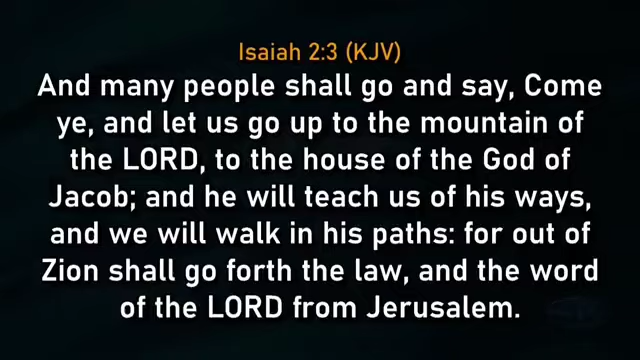 Isaiah 2:3 (KJV)
And many people shall go and say, Come
ye, and let us go up to the mountain of
the LORD, to the house of the God of
Jacob; and he will teach us of his ways,
and we will walk in his paths: for out of
Zion shall go forth the law, and the word
of the LORD from Jerusalem.